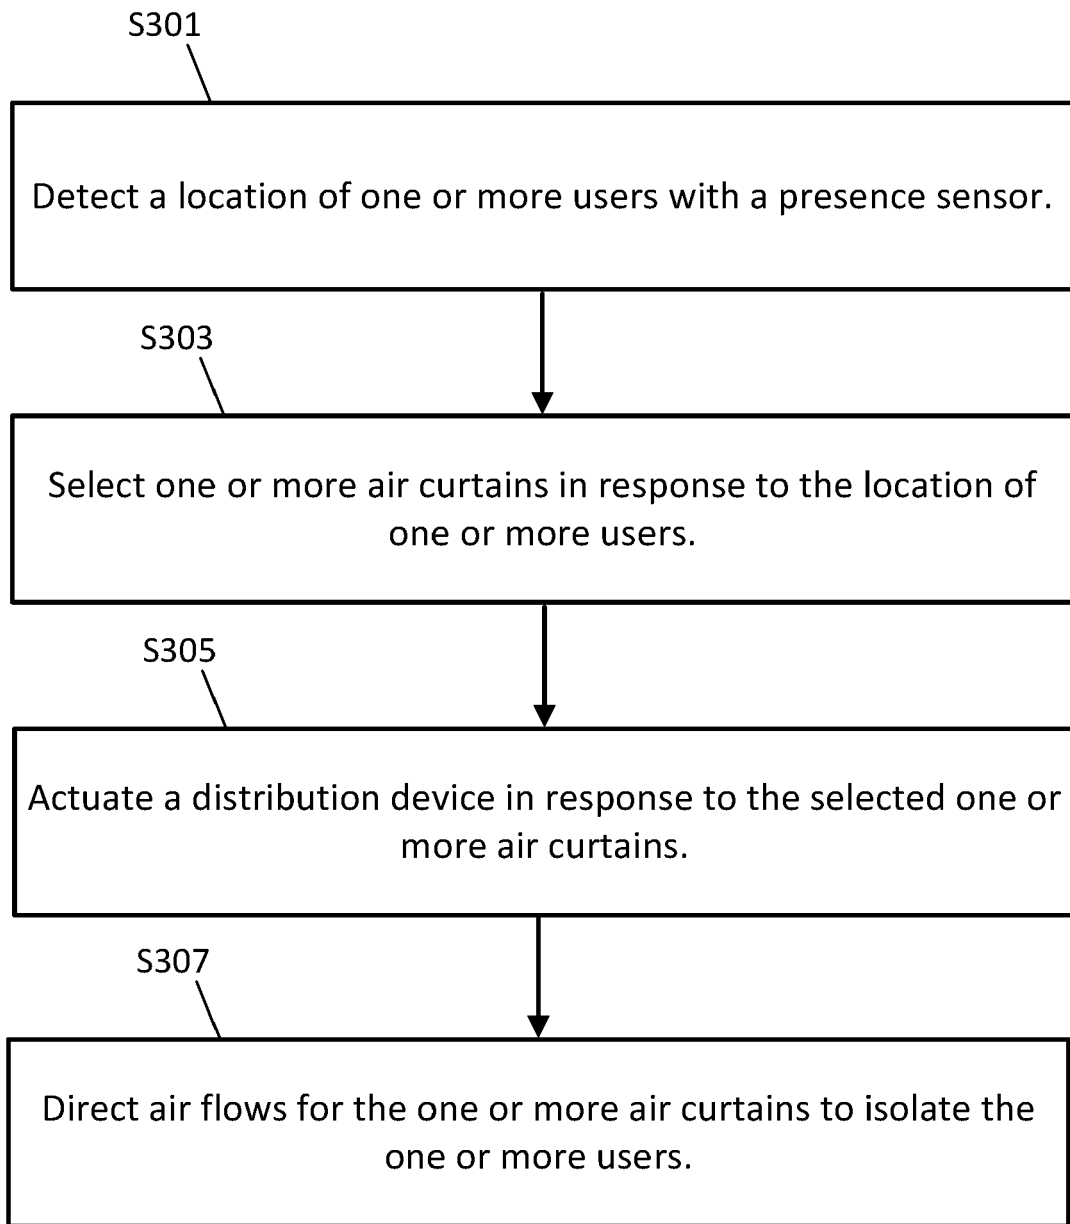 S301
Detect a location of one or more users with a presence sensor.
S303
Select one or more air curtains in response to the location of
one or more users.
S305
Actuate a distribution device in response to the selected one or
more air curtains.
S307
Direct air flows for the one or more air curtains to isolate the
one or more users.